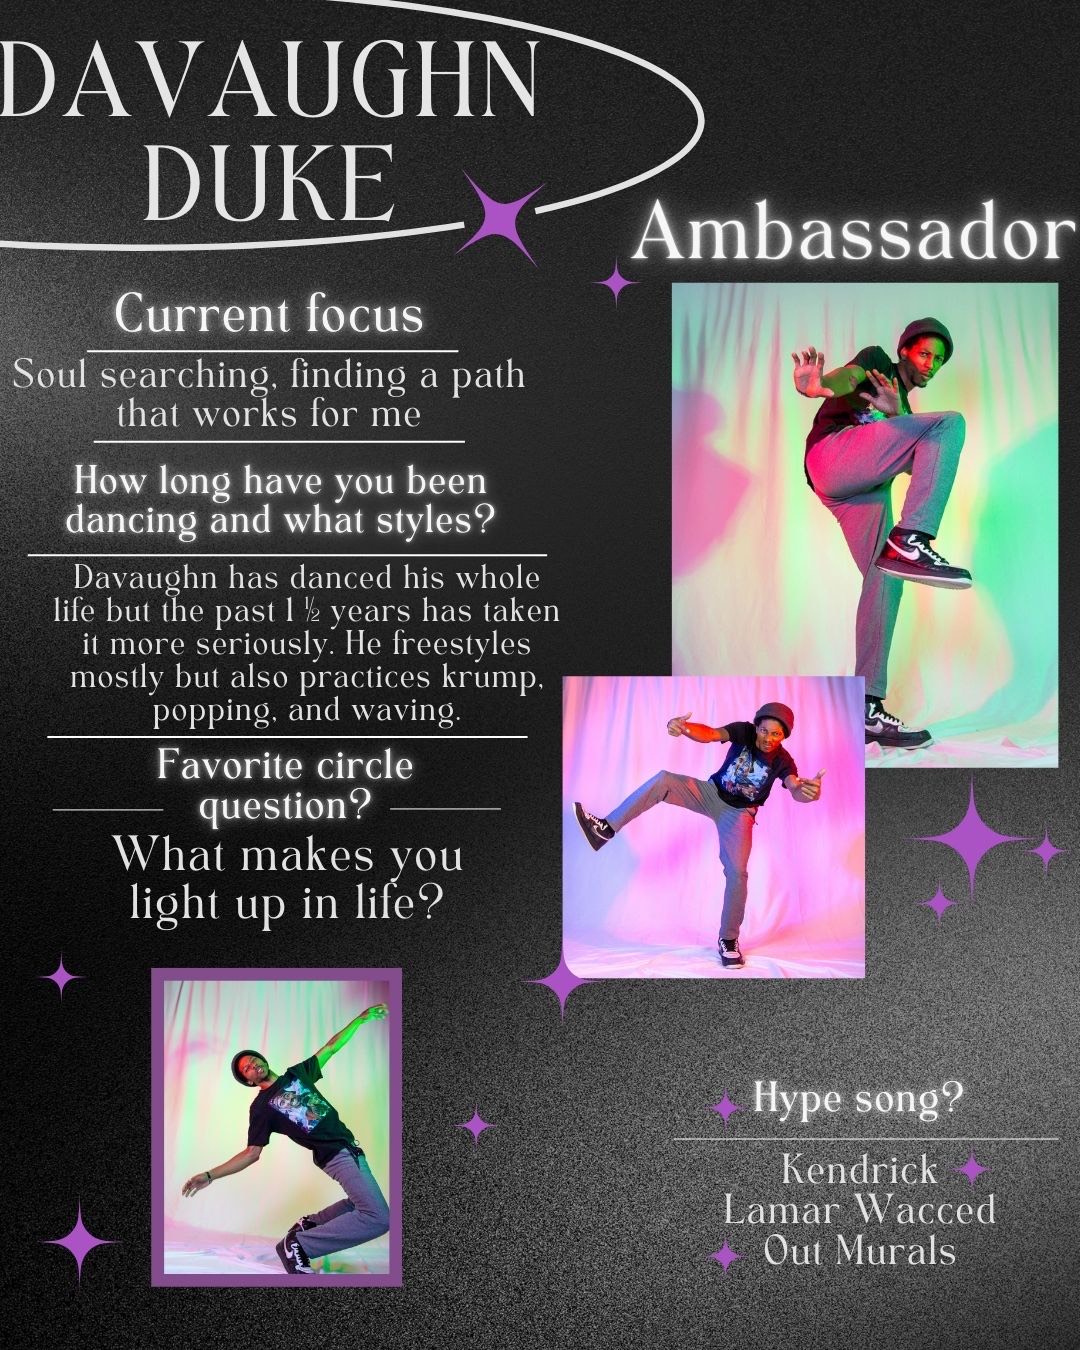 DAVAUGHN
DUKE
Ambassador
Current focus
Soul searching, finding a path
that works for me
How long have you been
dancing and what styles?
Davaughn has danced his whole
life but the past 1 ½ years has taken
it more seriously. He freestyles
mostly but also practices krump,
popping, and waving.
Favorite circle
question?
What makes you
light up in life?
Hype song?
Kendrick
Lamar Wacced
Out Murals